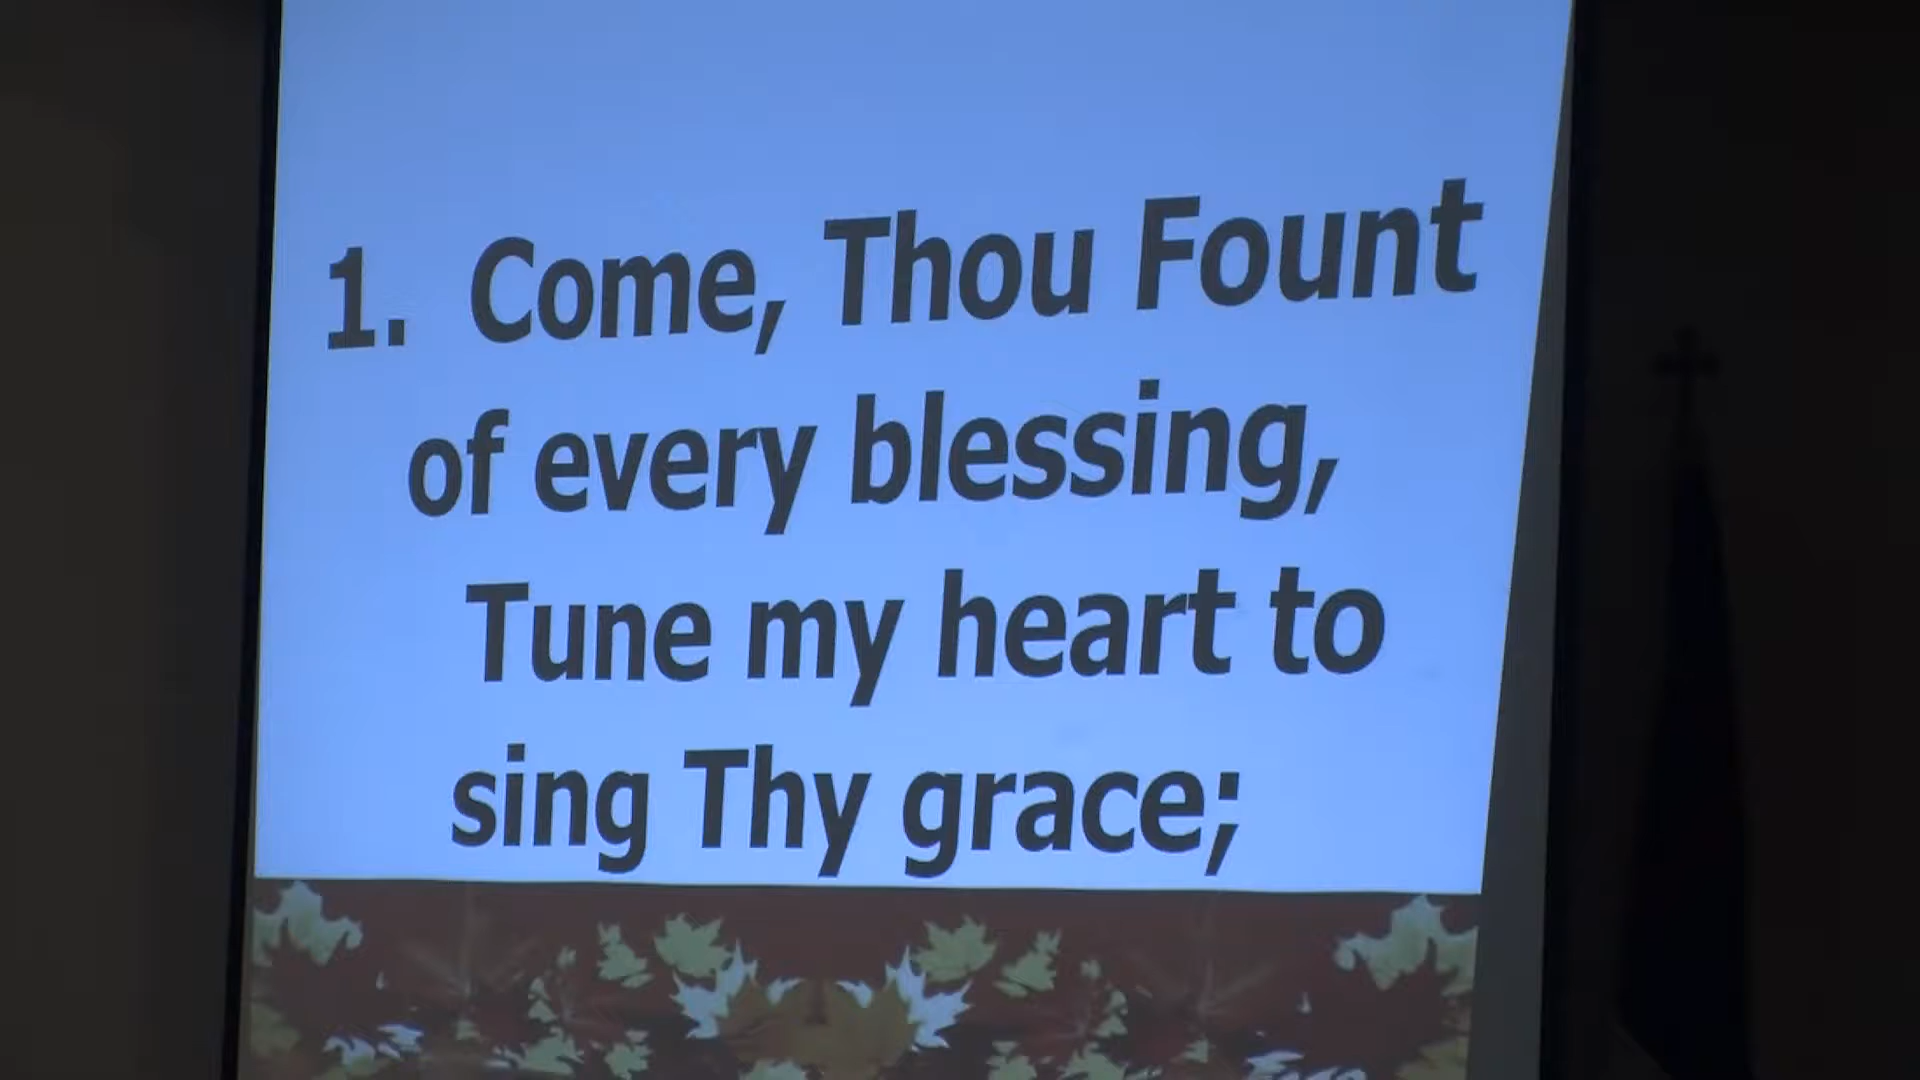 1. Come, Thou Fount
of every blessing,
Tune my heart to
sing Thy grace;